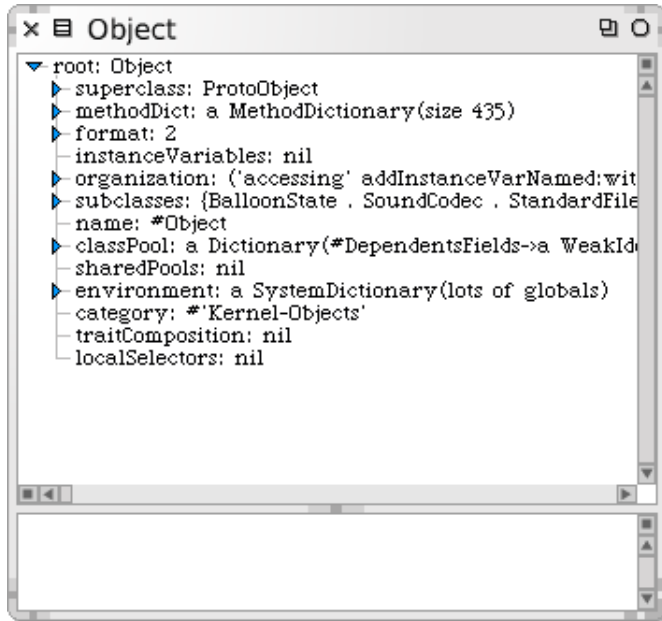 Object
root: Object
superclass: ProtoObject
methodDict: a MethodDictionary(size 435)
format: 2
instanceVariables: nil
organization: ('accessing' addInstanceVarNamed:wit
subclasses: {BalloonState . SoundCodec . StandardFile
name: #Object
classPool: a Dictionary(#DependentsFields->a WeakIde
sharedPools: nil
environment: a SystemDictionary(lots of globals)
category: #'Kernel-Objects'
traitComposition: nil
localSelectors: nil